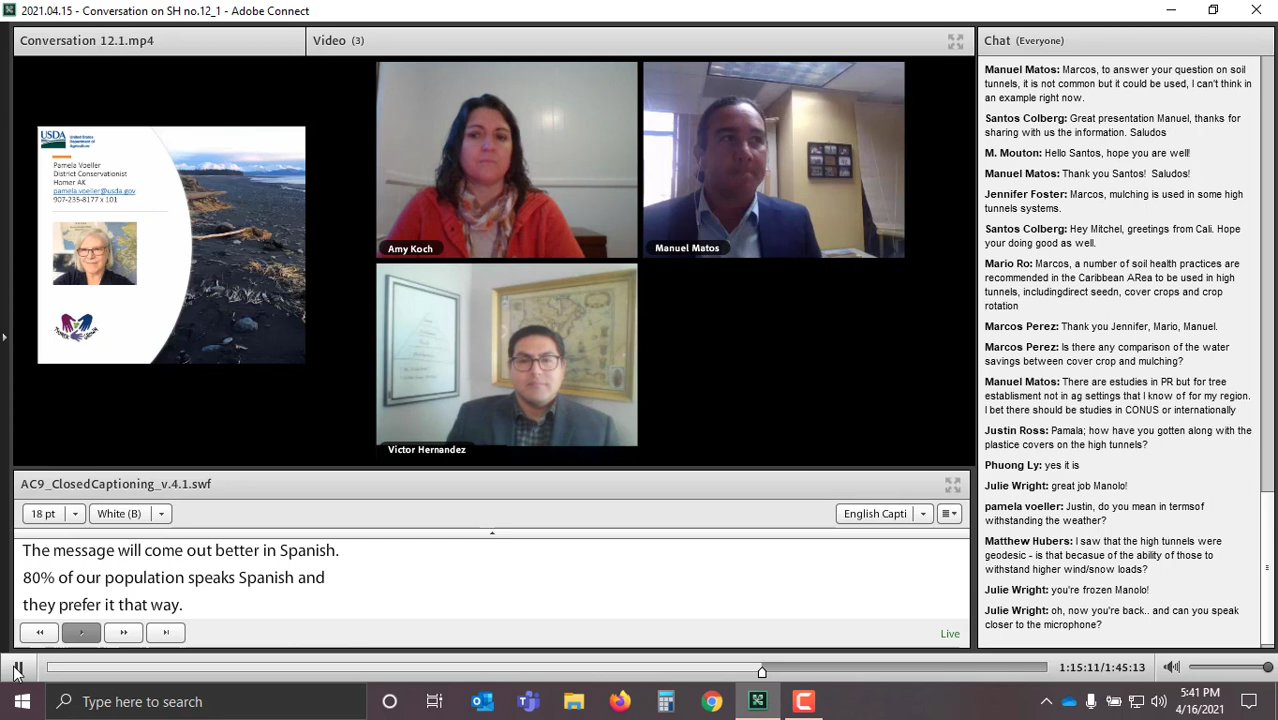 2021.04.15 - Conversation on SH no.12_1 - Adobe Connect
Conversation 12.1.mp4
Video (3)
USDA United States
Department of
Agriculture
Pamela Voeller
District Conservationist
Homer AK
pamela.voeller@usda.gov
907-235-8177 x 101
Amy Koch
Manuel Matos
Victor Hernandez
AC9_ClosedCaptioning_v.4.1.swf
18 pt
White (B)
English Capti
The message will come out better in Spanish.
80% of our population speaks Spanish and
they prefer it that way.
Live
Chat (Everyone)
Manuel Matos: Marcos, to answer your question on soil
tunnels, it is not common but it could be used, I can't think in
an example right now.
Santos Colberg: Great presentation Manuel, thanks for
sharing with us the information. Saludos
M. Mouton: Hello Santos, hope you are well!
Manuel Matos: Thank you Santos! Saludos!
Jennifer Foster: Marcos, mulching is used in some high
tunnels systems.
Santos Colberg: Hey Mitchel, greetings from Cali. Hope
your doing good as well.
Mario Ro: Marcos, a number of soil health practices are
recommended in the Caribbean ARea to be used in high
tunnels, includingdirect seedn, cover crops and crop
rotation
Marcos Perez: Thank you Jennifer, Mario, Manuel.
Marcos Perez: Is there any comparison of the water
savings between cover crop and mulching?
Manuel Matos: There are estudies in PR but for tree
establisment not in ag settings that I know of for my region.
I bet there should be studies in CONUS or internationally
Justin Ross: Pamala; how have you gotten along with the
plastice covers on the high tunnels?
Phuong Ly: yes it is
Julie Wright: great job Manolo!
pamela voeller: Justin, do you mean in termsof
withstanding the weather?
Matthew Hubers: I saw that the high tunnels were
geodesic - is that becasue of the ability of those to
withstand higher wind/snow loads?
Julie Wright: you're frozen Manolo!
Julie Wright: oh, now you're back.. and can you speak
closer to the microphone?
1:15:11/1:45:13
Type here to search
5:41 PM
4/16/2021